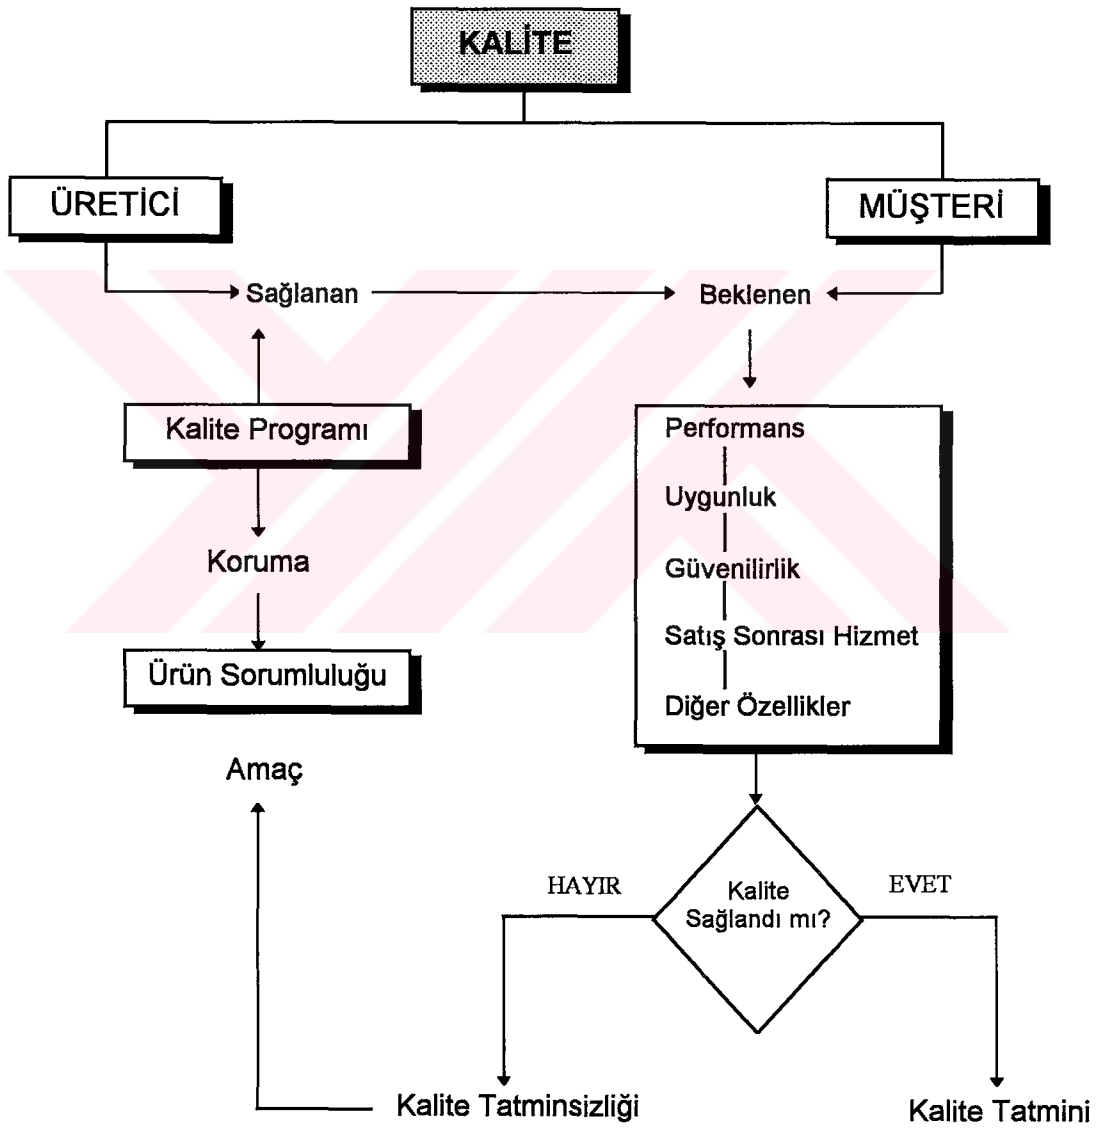 KALİTE
ÜRETİCİ
MÜŞTERİ
Sağlanan
Beklenen
Kalite Programı
Performans
Uygunluk
Koruma
Güvenilirlik
Satış Sonrası Hizmet
Ürün Sorumluluğu
Diğer Özellikler
Amaç
HAYIR
Kalite
Sağlandı mı?
EVET
Kalite Tatminsizliği
Kalite Tatmini